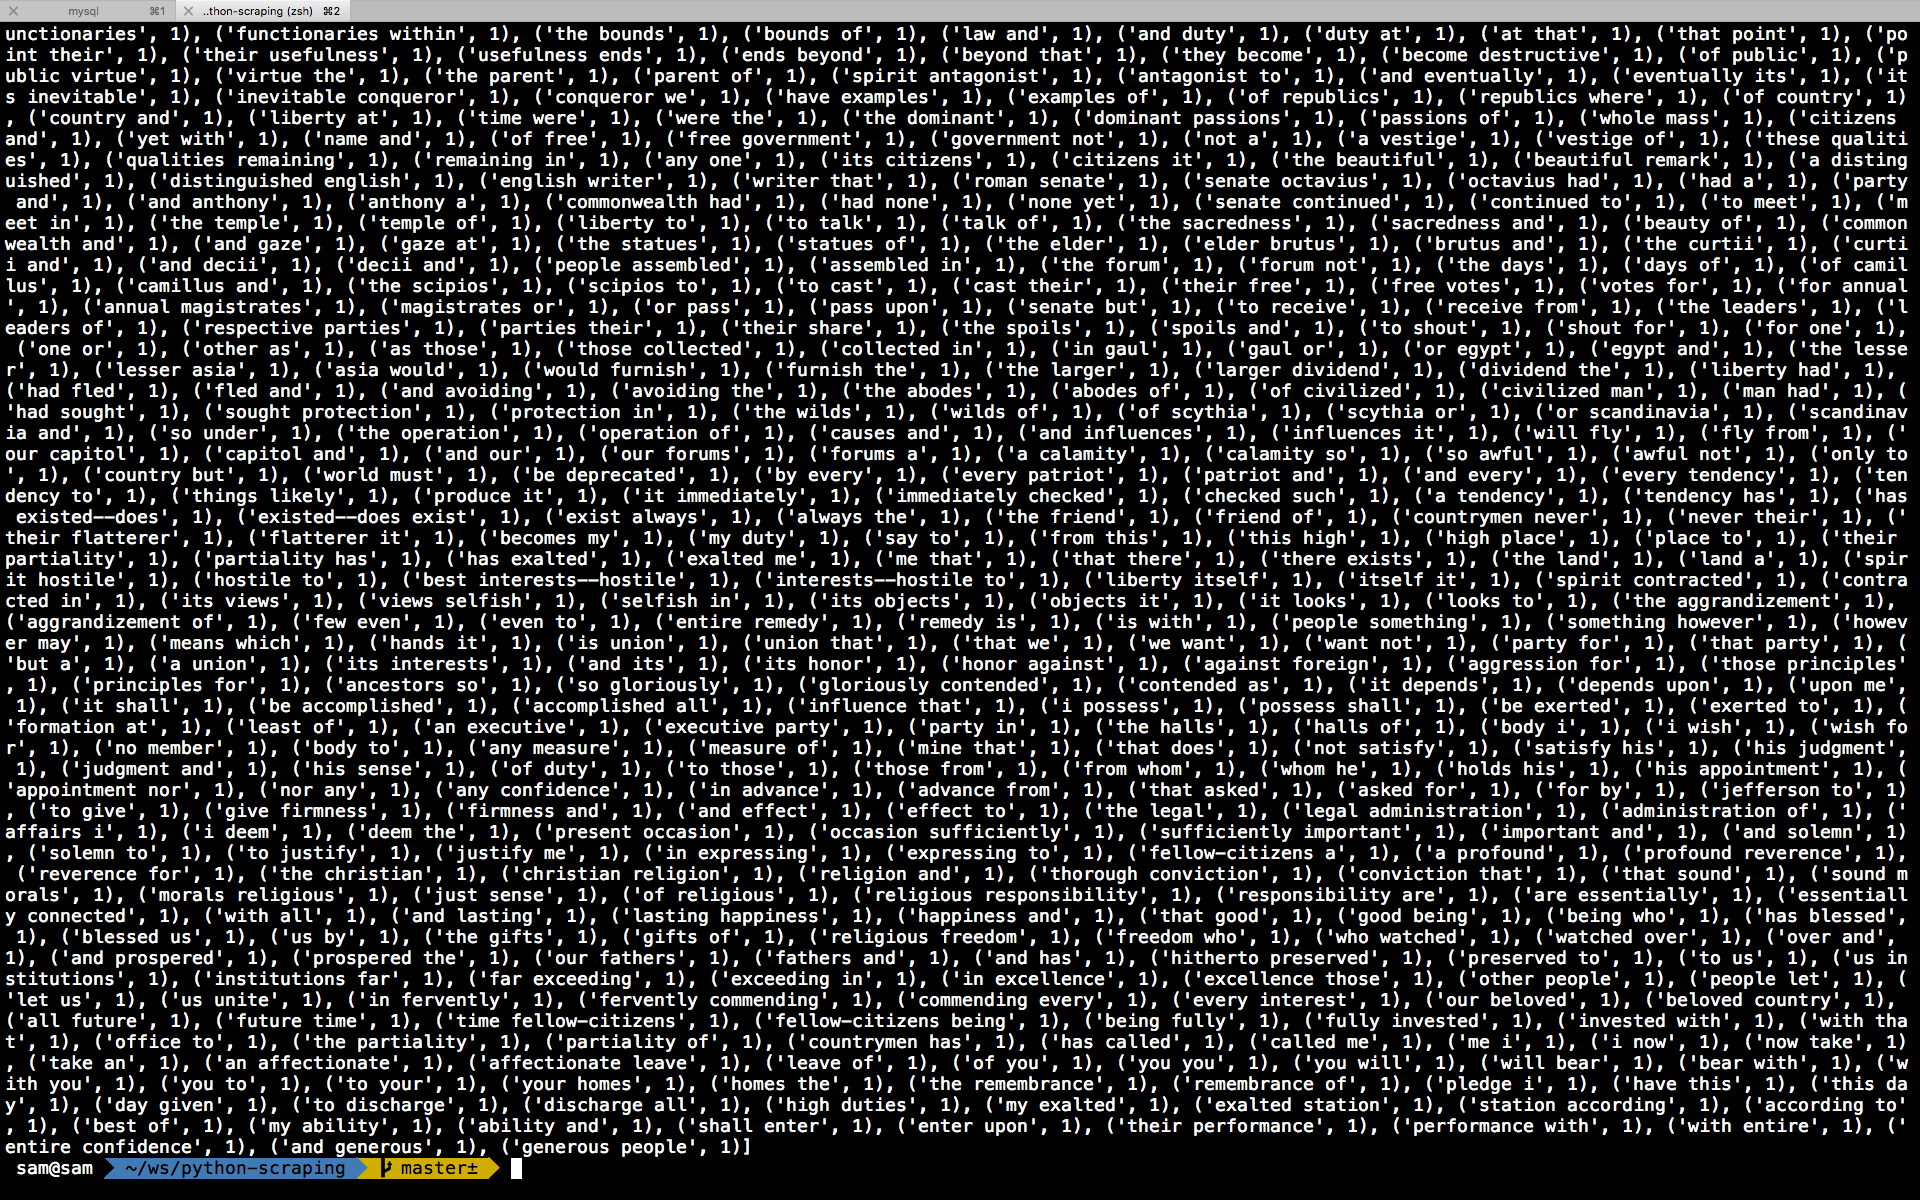 mysql ⌘1 ..thon-scraping (zsh) ⌘2
unctionaries', 1), ('functionaries within', 1), ('the bounds', 1), ('bounds of', 1), ('law and', 1), ('and duty', 1), ('duty at', 1), ('at that', 1), ('that point', 1), ('po
int their', 1), ('their usefulness', 1), ('usefulness ends', 1), ('ends beyond', 1), ('beyond that', 1), ('they become', 1), ('become destructive', 1), ('of public', 1), ('p
ublic virtue', 1), ('virtue the', 1), ('the parent', 1), ('parent of', 1), ('spirit antagonist', 1), ('antagonist to', 1), ('and eventually', 1), ('eventually its', 1), ('it
s inevitable', 1), ('inevitable conqueror', 1), ('conqueror we', 1), ('have examples', 1), ('examples of', 1), ('of republics', 1), ('republics where', 1), ('of country', 1)
, ('country and', 1), ('liberty at', 1), ('time were', 1), ('were the', 1), ('the dominant', 1), ('dominant passions', 1), ('passions of', 1), ('whole mass', 1), ('citizens
and', 1), ('yet with', 1), ('name and', 1), ('of free', 1), ('free government', 1), ('government not', 1), ('not a', 1), ('a vestige', 1), ('vestige of', 1), ('these qualiti
es', 1), ('qualities remaining', 1), ('remaining in', 1), ('any one', 1), ('its citizens', 1), ('citizens it', 1), ('the beautiful', 1), ('beautiful remark', 1), ('a disting
uished', 1), ('distinguished english', 1), ('english writer', 1), ('writer that', 1), ('roman senate', 1), ('senate octavius', 1), ('octavius had', 1), ('had a', 1), ('party
 and', 1), ('and anthony', 1), ('anthony a', 1), ('commonwealth had', 1), ('had none', 1), ('none yet', 1), ('senate continued', 1), ('continued to', 1), ('to meet', 1), ('m
eet in', 1), ('the temple', 1), ('temple of', 1), ('liberty to', 1), ('to talk', 1), ('talk of', 1), ('the sacredness', 1), ('sacredness and', 1), ('beauty of', 1), ('common
wealth and', 1), ('and gaze', 1), ('gaze at', 1), ('the statues', 1), ('statues of', 1), ('the elder', 1), ('elder brutus', 1), ('brutus and', 1), ('the curtii', 1), ('curti
i and', 1), ('and decii', 1), ('decii and', 1), ('people assembled', 1), ('assembled in', 1), ('the forum', 1), ('forum not', 1), ('the days', 1), ('days of', 1), ('of camil
lus', 1), ('camillus and', 1), ('the scipios', 1), ('scipios to', 1), ('to cast', 1), ('cast their', 1), ('their free', 1), ('free votes', 1), ('votes for', 1), ('for annual
', 1), ('annual magistrates', 1), ('magistrates or', 1), ('or pass', 1), ('pass upon', 1), ('senate but', 1), ('to receive', 1), ('receive from', 1), ('the leaders', 1), ('l
eaders of', 1), ('respective parties', 1), ('parties their', 1), ('their share', 1), ('the spoils', 1), ('spoils and', 1), ('to shout', 1), ('shout for', 1), ('for one', 1),
 ('one or', 1), ('other as', 1), ('as those', 1), ('those collected', 1), ('collected in', 1), ('in gaul', 1), ('gaul or', 1), ('or egypt', 1), ('egypt and', 1), ('the lesse
r', 1), ('lesser asia', 1), ('asia would', 1), ('would furnish', 1), ('furnish the', 1), ('the larger', 1), ('larger dividend', 1), ('dividend the', 1), ('liberty had', 1),
('had fled', 1), ('fled and', 1), ('and avoiding', 1), ('avoiding the', 1), ('the abodes', 1), ('abodes of', 1), ('of civilized', 1), ('civilized man', 1), ('man had', 1), (
'had sought', 1), ('sought protection', 1), ('protection in', 1), ('the wilds', 1), ('wilds of', 1), ('of scythia', 1), ('scythia or', 1), ('or scandinavia', 1), ('scandinav
ia and', 1), ('so under', 1), ('the operation', 1), ('operation of', 1), ('causes and', 1), ('and influences', 1), ('influences it', 1), ('will fly', 1), ('fly from', 1), ('
our capitol', 1), ('capitol and', 1), ('and our', 1), ('our forums', 1), ('forums a', 1), ('a calamity', 1), ('calamity so', 1), ('so awful', 1), ('awful not', 1), ('only to
', 1), ('country but', 1), ('world must', 1), ('be deprecated', 1), ('by every', 1), ('every patriot', 1), ('patriot and', 1), ('and every', 1), ('every tendency', 1), ('ten
dency to', 1), ('things likely', 1), ('produce it', 1), ('it immediately', 1), ('immediately checked', 1), ('checked such', 1), ('a tendency', 1), ('tendency has', 1), ('has
 existed--does', 1), ('existed--does exist', 1), ('exist always', 1), ('always the', 1), ('the friend', 1), ('friend of', 1), ('countrymen never', 1), ('never their', 1), ('
their flatterer', 1), ('flatterer it', 1), ('becomes my', 1), ('my duty', 1), ('say to', 1), ('from this', 1), ('this high', 1), ('high place', 1), ('place to', 1), ('their
partiality', 1), ('partiality has', 1), ('has exalted', 1), ('exalted me', 1), ('me that', 1), ('that there', 1), ('there exists', 1), ('the land', 1), ('land a', 1), ('spir
it hostile', 1), ('hostile to', 1), ('best interests--hostile', 1), ('interests--hostile to', 1), ('liberty itself', 1), ('itself it', 1), ('spirit contracted', 1), ('contra
cted in', 1), ('its views', 1), ('views selfish', 1), ('selfish in', 1), ('its objects', 1), ('objects it', 1), ('it looks', 1), ('looks to', 1), ('the aggrandizement', 1),
('aggrandizement of', 1), ('few even', 1), ('even to', 1), ('entire remedy', 1), ('remedy is', 1), ('is with', 1), ('people something', 1), ('something however', 1), ('howev
er may', 1), ('means which', 1), ('hands it', 1), ('is union', 1), ('union that', 1), ('that we', 1), ('we want', 1), ('want not', 1), ('party for', 1), ('that party', 1), (
'but a', 1), ('a union', 1), ('its interests', 1), ('and its', 1), ('its honor', 1), ('honor against', 1), ('against foreign', 1), ('aggression for', 1), ('those principles'
, 1), ('principles for', 1), ('ancestors so', 1), ('so gloriously', 1), ('gloriously contended', 1), ('contended as', 1), ('it depends', 1), ('depends upon', 1), ('upon me',
 1), ('it shall', 1), ('be accomplished', 1), ('accomplished all', 1), ('influence that', 1), ('i possess', 1), ('possess shall', 1), ('be exerted', 1), ('exerted to', 1), (
'formation at', 1), ('least of', 1), ('an executive', 1), ('executive party', 1), ('party in', 1), ('the halls', 1), ('halls of', 1), ('body i', 1), ('i wish', 1), ('wish fo
r', 1), ('no member', 1), ('body to', 1), ('any measure', 1), ('measure of', 1), ('mine that', 1), ('that does', 1), ('not satisfy', 1), ('satisfy his', 1), ('his judgment',
 1), ('judgment and', 1), ('his sense', 1), ('of duty', 1), ('to those', 1), ('those from', 1), ('from whom', 1), ('whom he', 1), ('holds his', 1), ('his appointment', 1), (
'appointment nor', 1), ('nor any', 1), ('any confidence', 1), ('in advance', 1), ('advance from', 1), ('that asked', 1), ('asked for', 1), ('for by', 1), ('jefferson to', 1)
, ('to give', 1), ('give firmness', 1), ('firmness and', 1), ('and effect', 1), ('effect to', 1), ('the legal', 1), ('legal administration', 1), ('administration of', 1), ('
affairs i', 1), ('i deem', 1), ('deem the', 1), ('present occasion', 1), ('occasion sufficiently', 1), ('sufficiently important', 1), ('important and', 1), ('and solemn', 1)
, ('solemn to', 1), ('to justify', 1), ('justify me', 1), ('in expressing', 1), ('expressing to', 1), ('fellow-citizens a', 1), ('a profound', 1), ('profound reverence', 1),
 ('reverence for', 1), ('the christian', 1), ('christian religion', 1), ('religion and', 1), ('thorough conviction', 1), ('conviction that', 1), ('that sound', 1), ('sound m
orals', 1), ('morals religious', 1), ('just sense', 1), ('of religious', 1), ('religious responsibility', 1), ('responsibility are', 1), ('are essentially', 1), ('essentiall
y connected', 1), ('with all', 1), ('and lasting', 1), ('lasting happiness', 1), ('happiness and', 1), ('that good', 1), ('good being', 1), ('being who', 1), ('has blessed',
 1), ('blessed us', 1), ('us by', 1), ('the gifts', 1), ('gifts of', 1), ('religious freedom', 1), ('freedom who', 1), ('who watched', 1), ('watched over', 1), ('over and',
1), ('and prospered', 1), ('prospered the', 1), ('our fathers', 1), ('fathers and', 1), ('and has', 1), ('hitherto preserved', 1), ('preserved to', 1), ('to us', 1), ('us in
stitutions', 1), ('institutions far', 1), ('far exceeding', 1), ('exceeding in', 1), ('in excellence', 1), ('excellence those', 1), ('other people', 1), ('people let', 1), (
'let us', 1), ('us unite', 1), ('in fervently', 1), ('fervently commending', 1), ('commending every', 1), ('every interest', 1), ('our beloved', 1), ('beloved country', 1),
('all future', 1), ('future time', 1), ('time fellow-citizens', 1), ('fellow-citizens being', 1), ('being fully', 1), ('fully invested', 1), ('invested with', 1), ('with tha
t', 1), ('office to', 1), ('the partiality', 1), ('partiality of', 1), ('countrymen has', 1), ('has called', 1), ('called me', 1), ('me i', 1), ('i now', 1), ('now take', 1)
, ('take an', 1), ('an affectionate', 1), ('affectionate leave', 1), ('leave of', 1), ('of you', 1), ('you you', 1), ('you will', 1), ('will bear', 1), ('bear with', 1), ('w
ith you', 1), ('you to', 1), ('to your', 1), ('your homes', 1), ('homes the', 1), ('the remembrance', 1), ('remembrance of', 1), ('pledge i', 1), ('have this', 1), ('this da
y', 1), ('day given', 1), ('to discharge', 1), ('discharge all', 1), ('high duties', 1), ('my exalted', 1), ('exalted station', 1), ('station according', 1), ('according to'
, 1), ('best of', 1), ('my ability', 1), ('ability and', 1), ('shall enter', 1), ('enter upon', 1), ('their performance', 1), ('performance with', 1), ('with entire', 1), ('
entire confidence', 1), ('and generous', 1), ('generous people', 1)]
sam@sam ~/ws/python-scraping master±